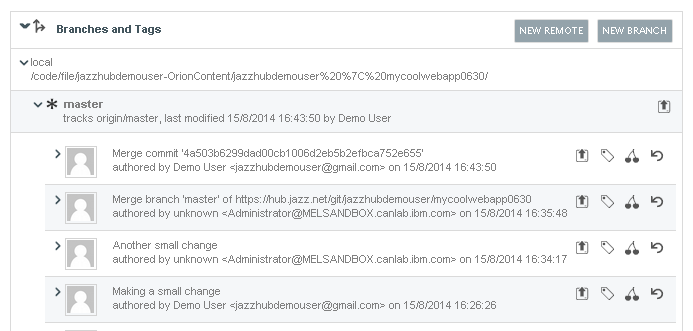 Branches and Tags
NEW REMOTE
NEW BRANCH
local
/code/file/jazzhubdemouser-OrionContent/jazzhubdemouser%20%7C%20mycoolwebapp0630/
master
tracks origin/master, last modified 15/8/2014 16:43:50 by Demo User
Merge commit '4a503b6299dad00cb1006d2eb5b2efbca752e655'
authored by Demo User <jazzhubdemouser@gmail.com> on 15/8/2014 16:43:50
Merge branch 'master' of https://hub.jazz.net/git/jazzhubdemouser/mycoolwebapp0630
authored by unknown <Administrator@MELSANDBOX.canlab.ibm.com> on 15/8/2014 16:35:48
Another small change
authored by unknown <Administrator@MELSANDBOX.canlab.ibm.com> on 15/8/2014 16:34:17
Making a small change
authored by Demo User <jazzhubdemouser@gmail.com> on 15/8/2014 16:26:26